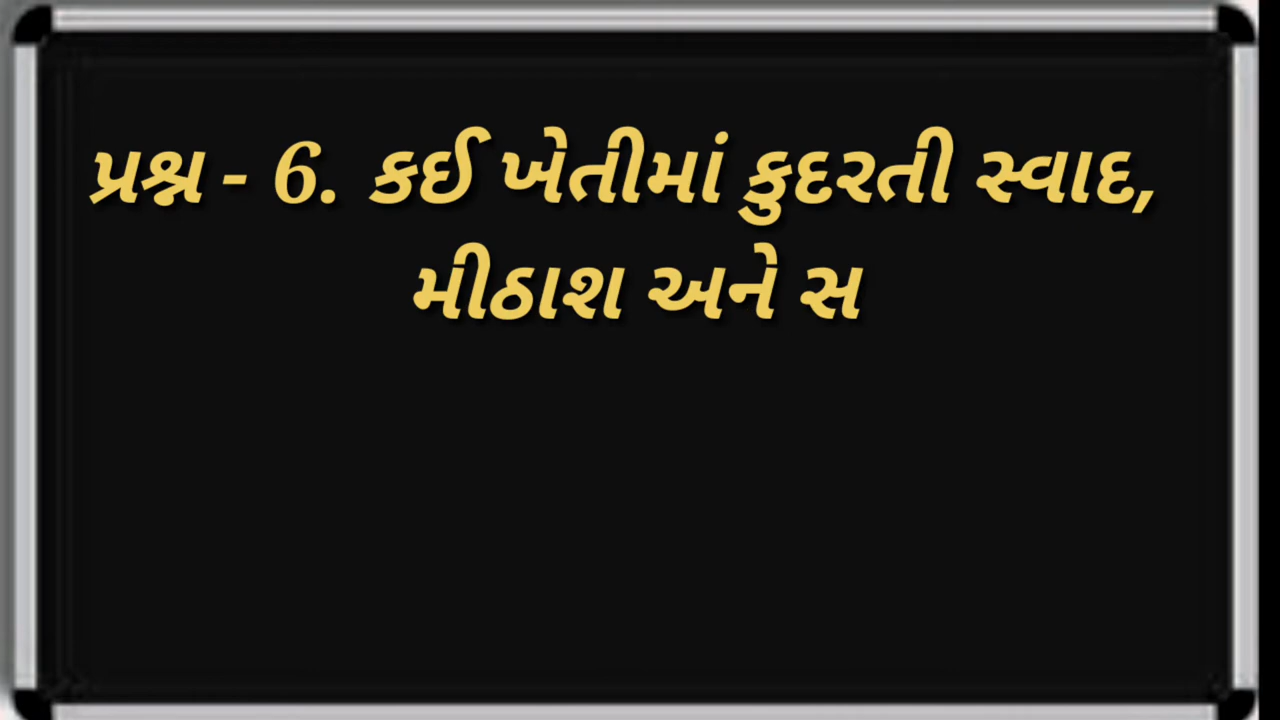 પ્રશ્ન - 6. કઈ ખેતીમાં કુદરતી સ્વાદ,
મીઠાશ અને સ